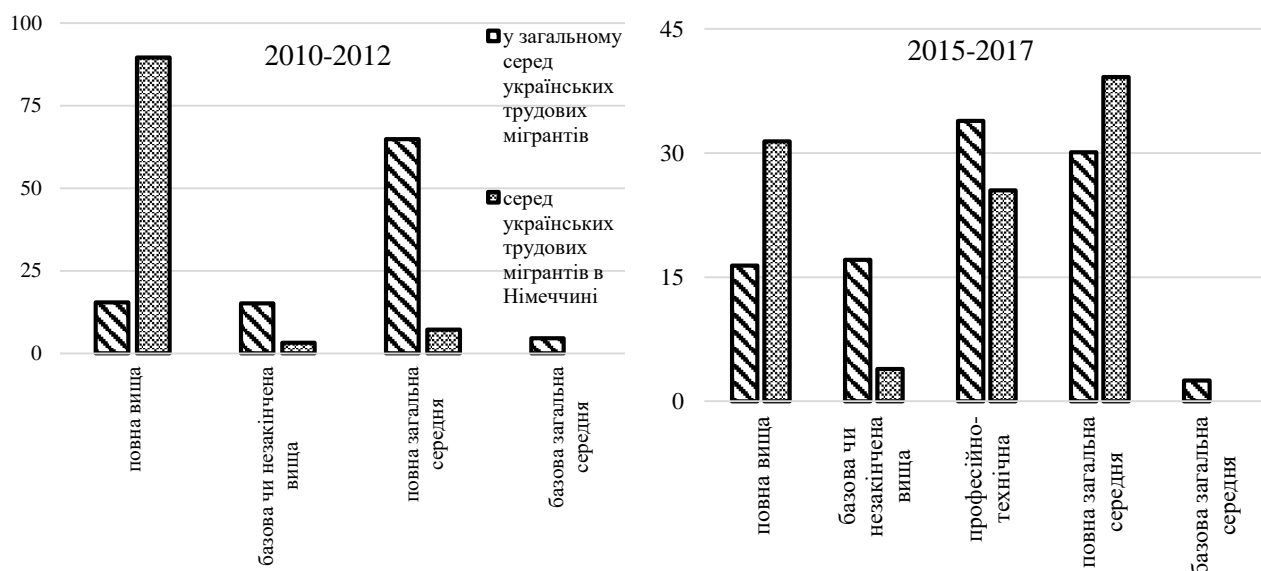 100
75
50
25
0
2010-2012
у загальному
серед
українських
трудових
мігрантів
серед
українських
трудових
мігрантів в
Німеччині
повна вища
базова чи незакінчена
вища
повна загальна
середня
базова загальна
середня
45
30
15
0
2015-2017
повна вища
базова чи
незакінчена
вища
професійно-
технічна
повна загальна
середня
базова загальна
середня